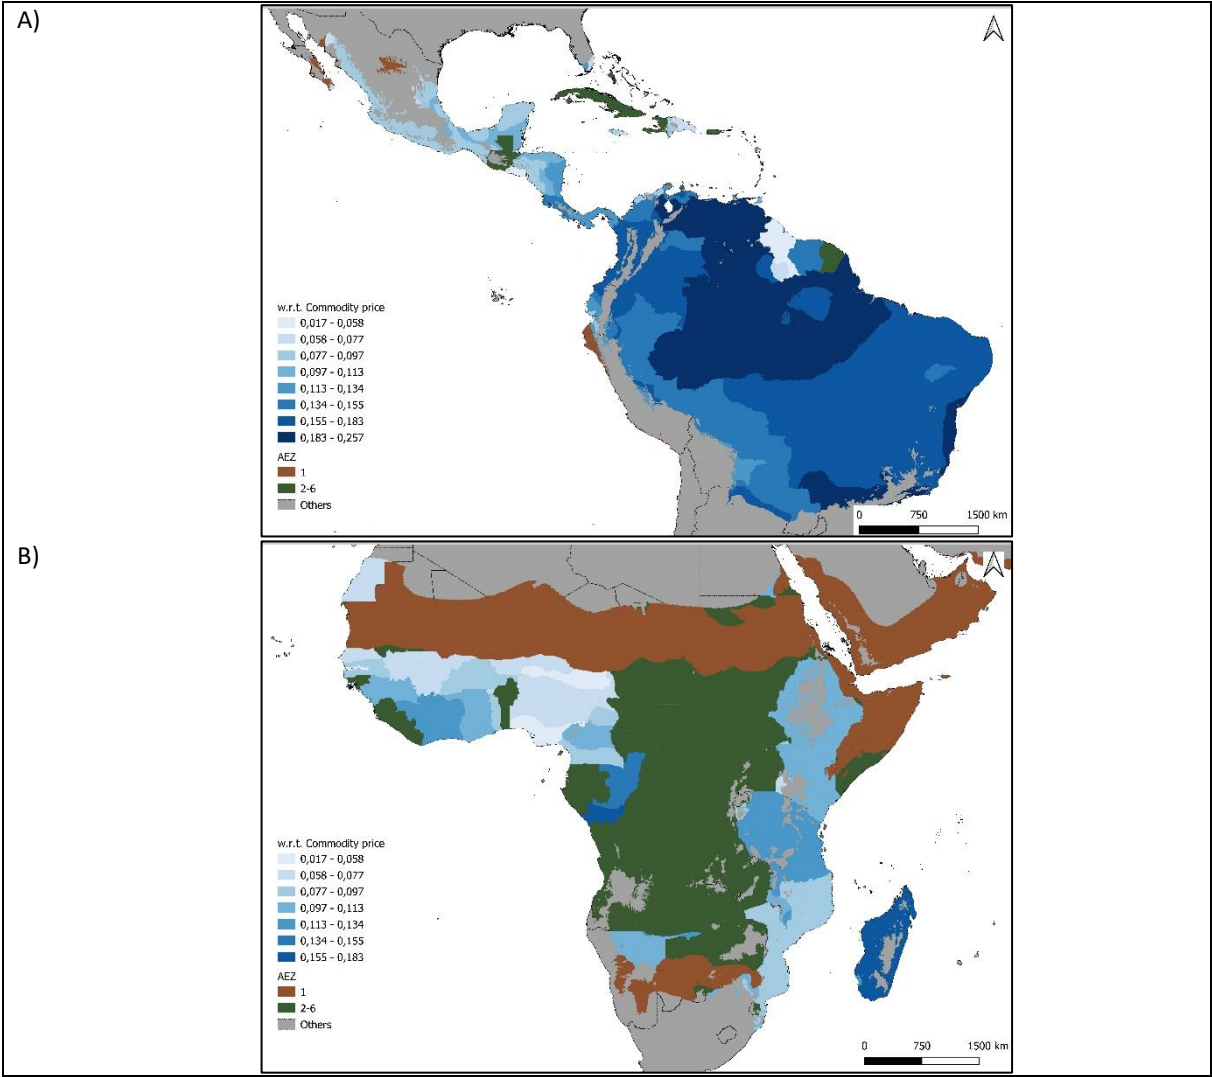 A)
w.r.t. Commodity price
0,017 - 0,058
0,058 - 0,077
0,077 - 0,097
0,097 - 0,113
0,113 - 0,134
0,134 - 0,155
0,155 - 0,183
0,183 - 0,257
AEZ
1
2-6
Others
0 750 1500 km
B)
w.r.t. Commodity price
0,017 - 0,058
0,058 - 0,077
0,077 - 0,097
0,097 - 0,113
0,113 - 0,134
0,134 - 0,155
0,155 - 0,183
AEZ
1
2-6
Others
0 750 1500 km